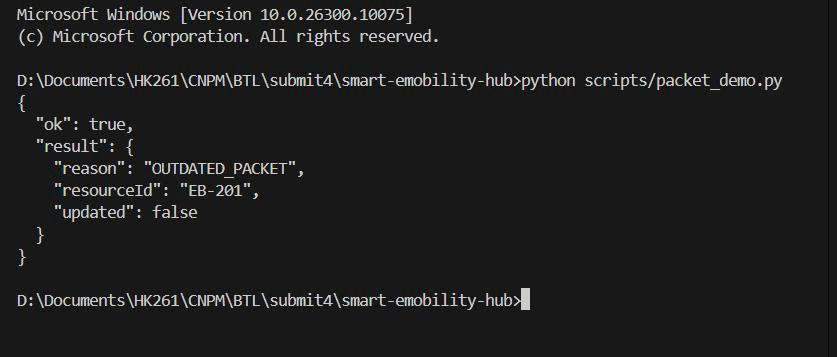 Microsoft Windows [Version 10.0.26300.10075]
(c) Microsoft Corporation. All rights reserved.

D:\Documents\HK261\CNPM\BTL\submit4\smart-emobility-hub>python scripts/packet_demo.py
{
  "ok": true,
  "result": {
    "reason": "OUTDATED_PACKET",
    "resourceId": "EB-201",
    "updated": false
  }
}

D:\Documents\HK261\CNPM\BTL\submit4\smart-emobility-hub>